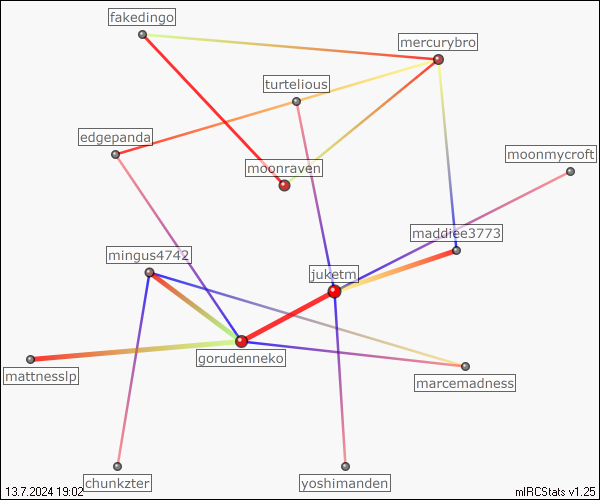 fakedingo
mercurybro
turtelious
edgepanda
moonmycroft
moonraven
maddiee3773
mingus4742
juketm
gorudenneko
mattnesslp
marcemadness
chunkzter
yoshimanden
13.7.2024 19:02
mIRCStats v1.25